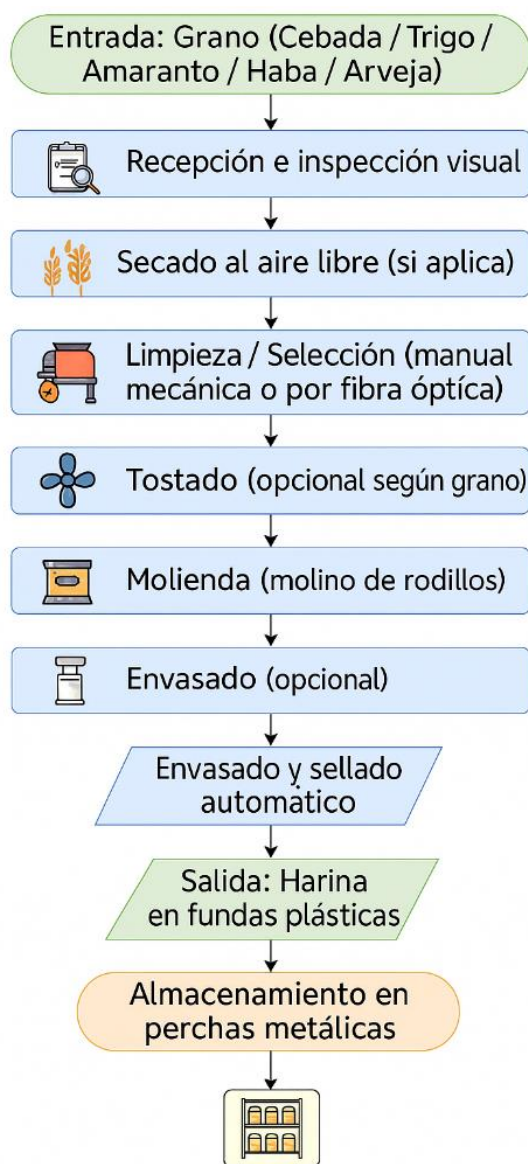 Entrada: Grano (Cebada / Trigo /
Amaranto / Haba / Arveja)
Recepción e inspección visual
Secado al aire libre (si aplica)
Limpieza / Selección (manual
mecánica o por fibra óptíca)
Tostado (opcional según grano)
Molienda (molino de rodillos)
Envasado (opcional)
Envasado y sellado
automàtico
Salida: Harina
en fundas plásticas
Almacenamiento en
perchas metálicas